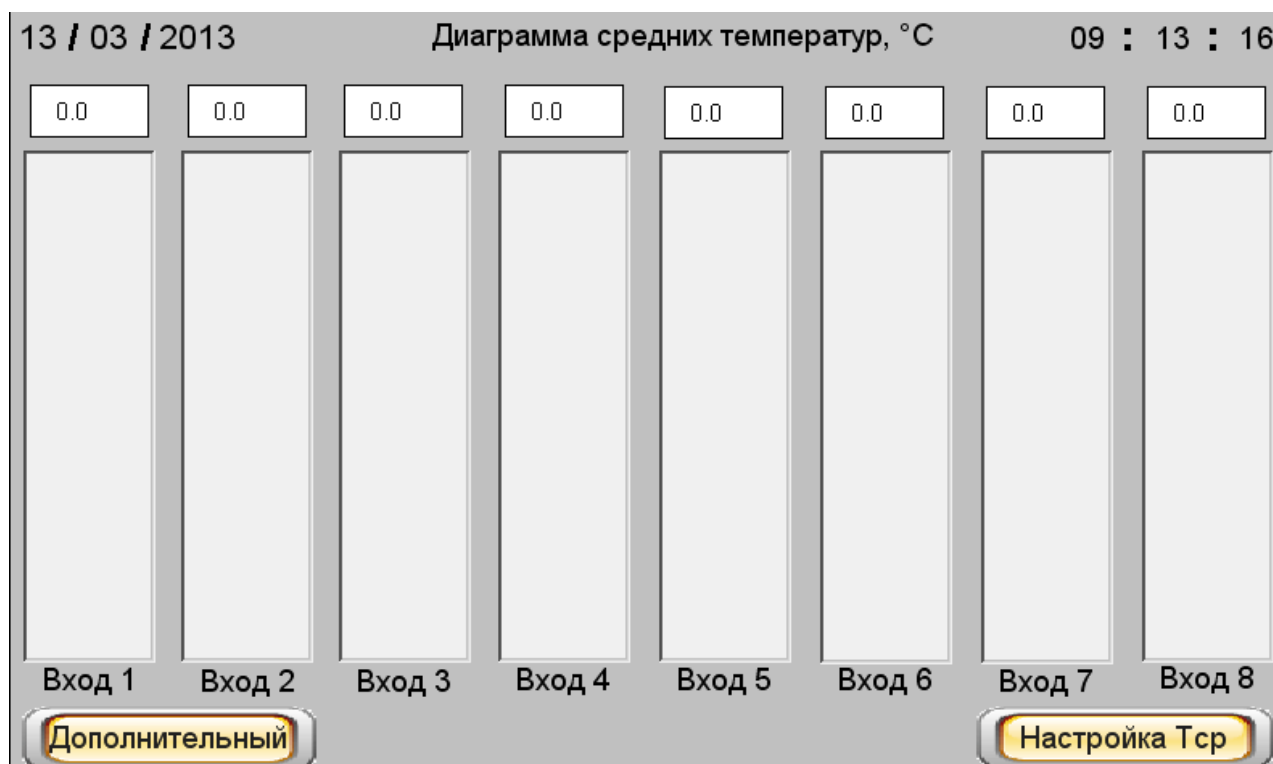 13 / 03 / 2013 Диаграмма средних температур, °C 09 : 13 : 16
0.0 0.0 0.0 0.0 0.0 0.0 0.0 0.0
Вход 1 Вход 2 Вход 3 Вход 4 Вход 5 Вход 6 Вход 7 Вход 8
Дополнительный Настройка Тср